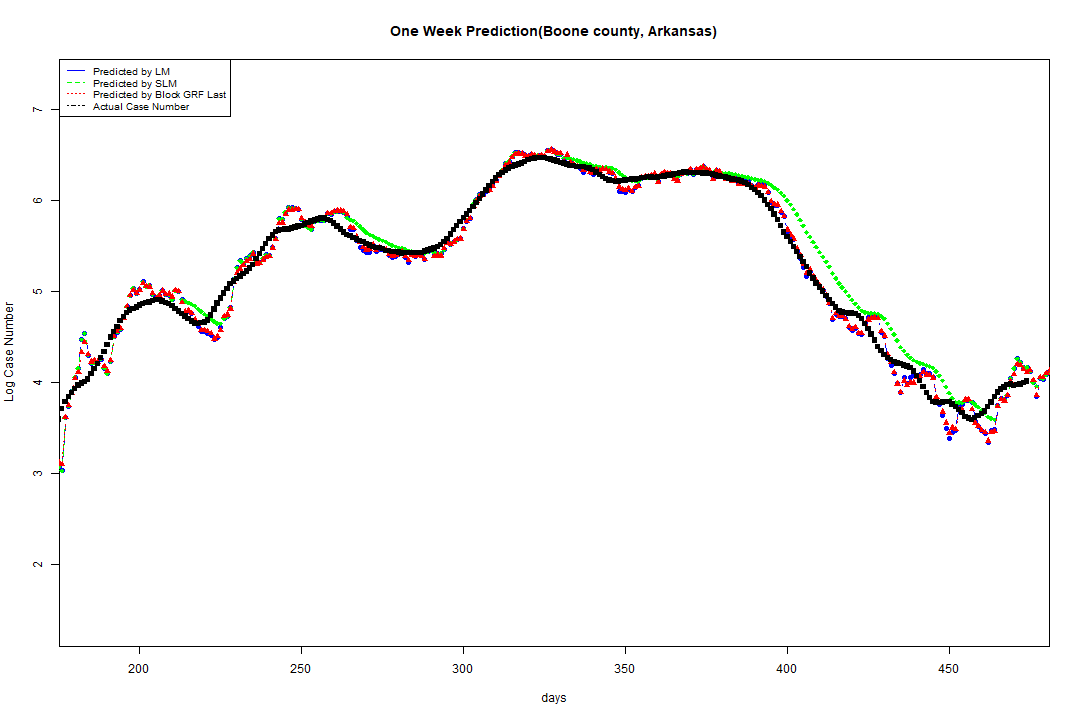 One Week Prediction(Boone county, Arkansas)
Predicted by LM
Predicted by SLM
Predicted by Block GRF Last
Actual Case Number
7
6
5
4
3
2
Log Case Number
200 250 300 350 400 450
days